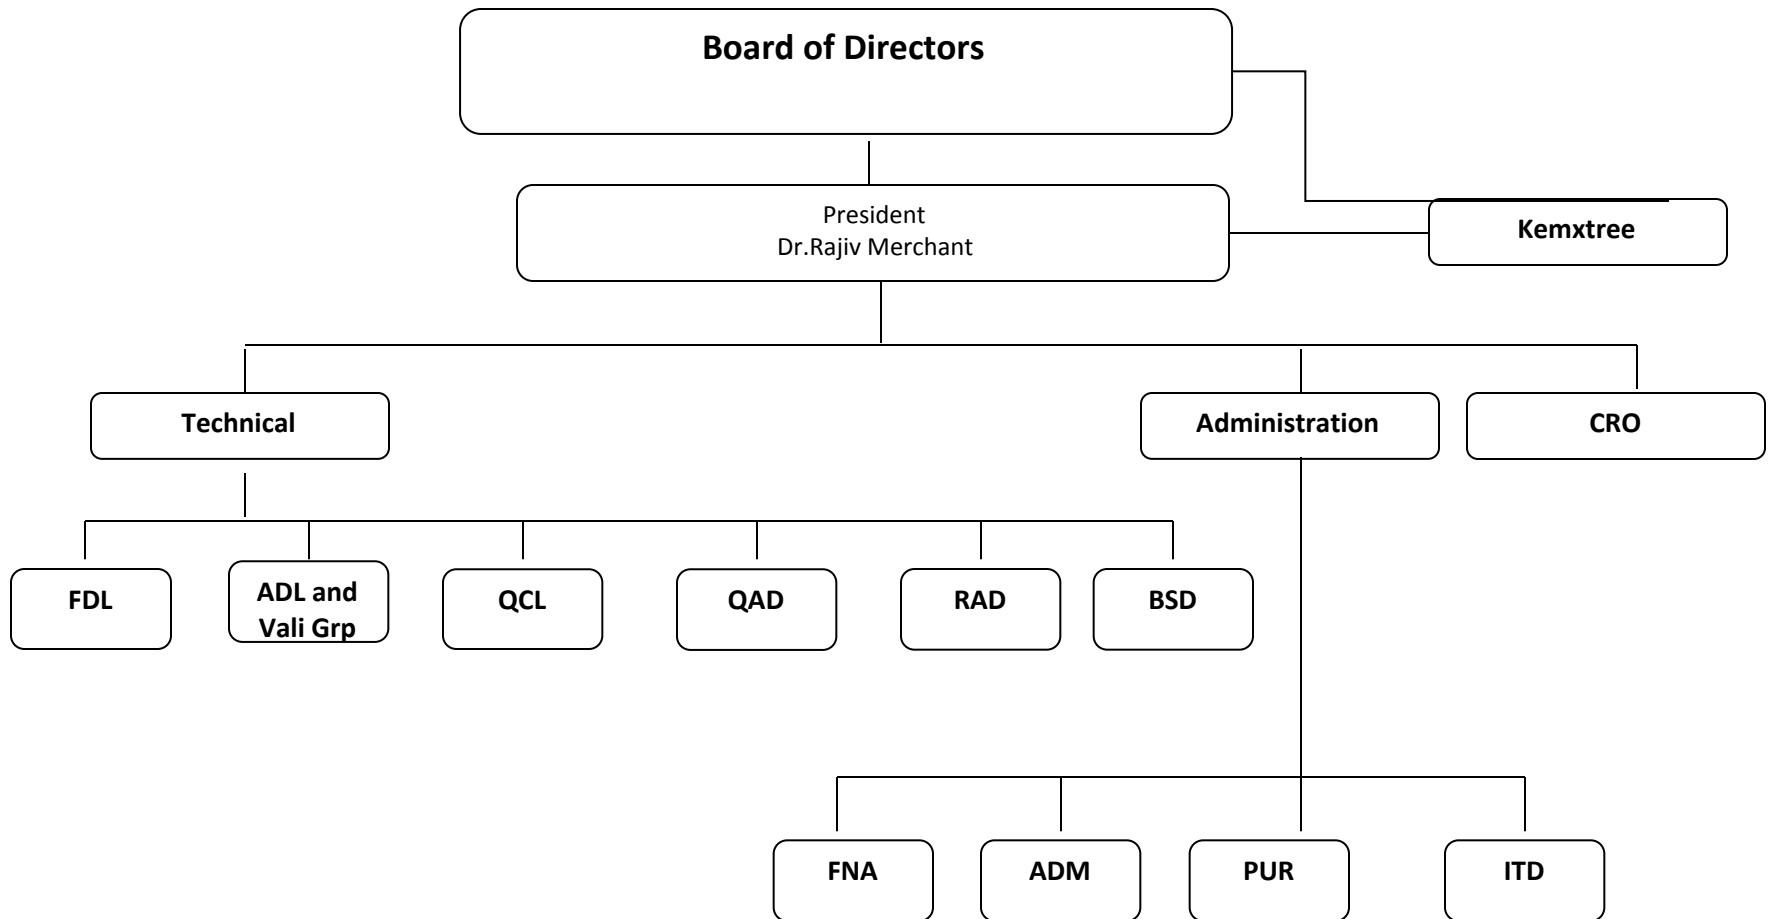 Board of Directors
President
Dr.Rajiv Merchant
Kemxtree
Technical
Administration
CRO
FDL
ADL and
Vali Grp
QCL
QAD
RAD
BSD
FNA
ADM
PUR
ITD